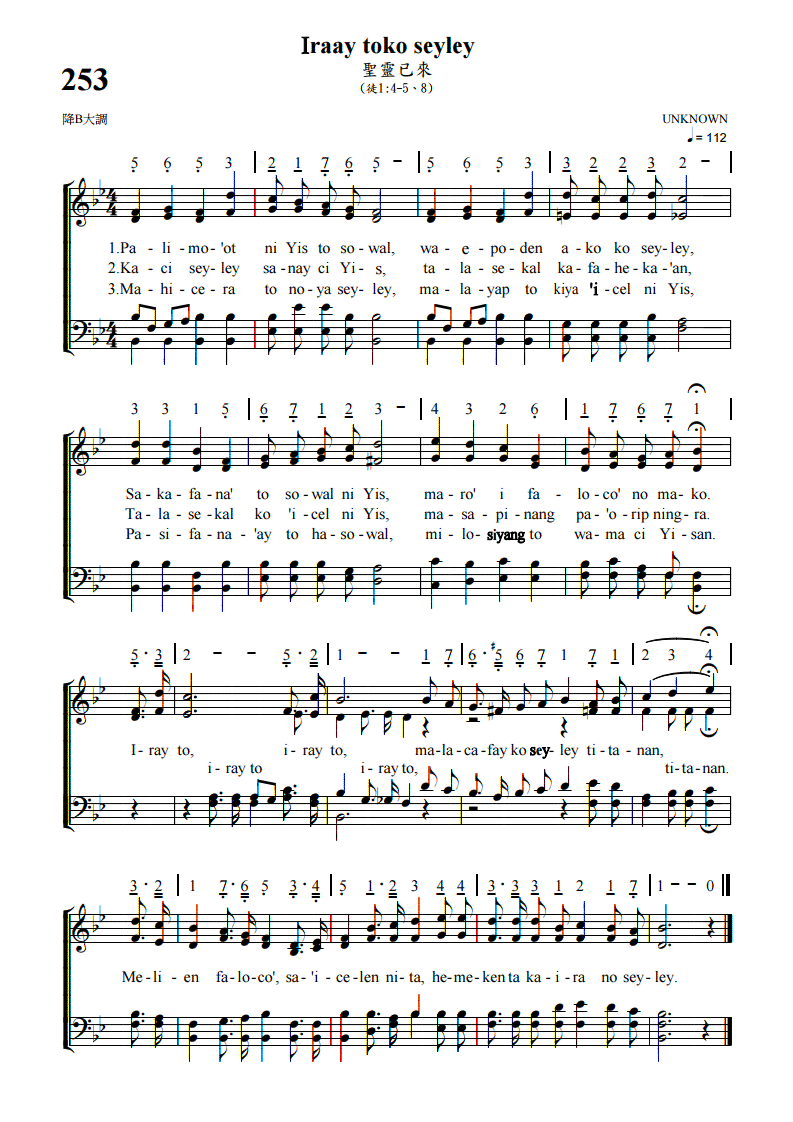 Iraay toko seyley
聖靈已來
(徒1:4-5、8)
253
降B大調
UNKNOWN
♩= 112
5 6 5 3 | 2 1 7 6 5 - | 5 6 5 3 | 3 2 2 3 2 - |
1.Pa - li - mo-'ot ni Yis to so-wal, wa - e - po-den a - ko ko sey-ley,
2.Ka - ci sey - ley sa - nay ci Yi - s, ta - la - se - kal ka - fa - he - ka-'an,
3.Ma - hi - ce - ra to no-ya sey-ley, ma - la-yap to kiya 'i - cel ni Yis,
3 3 1 5 | 6 7 1 2 3 - | 4 3 2 6 | 1 7 6 7 1 |
Sa - ka - fa - na' to so-wal ni Yis, ma - ro' i fa - lo - co' no ma-ko.
Ta - la - se - kal ko 'i - cel ni Yis, ma - sa - pi - nang pa-'o - rip ning-ra.
Pa - si - fa - na-'ay to ha - so-wal, mi - lo- siyang to wa - ma ci Yi-san.
5 · 3 | 2 - - 5 · 2 | 1 - - 1 7 | 6 · #5 6 7 1 7 1 | 2 3 4 |
I-ray to, i-ray to, ma-la-ca-fay ko sey-ley ti-ta-nan,
i-ray to i-ray to, ti-ta-nan.
3 · 2 | 1 7 · 6 5 3 · 4 | 5 1 · 2 3 4 4 | 3 · 3 3 1 2 1 7 | 1 - - 0 ‖
Me-li-en fa-lo-co', sa-'i-ce-len ni-ta, he-me-ken ta ka-i-ra no sey-ley.